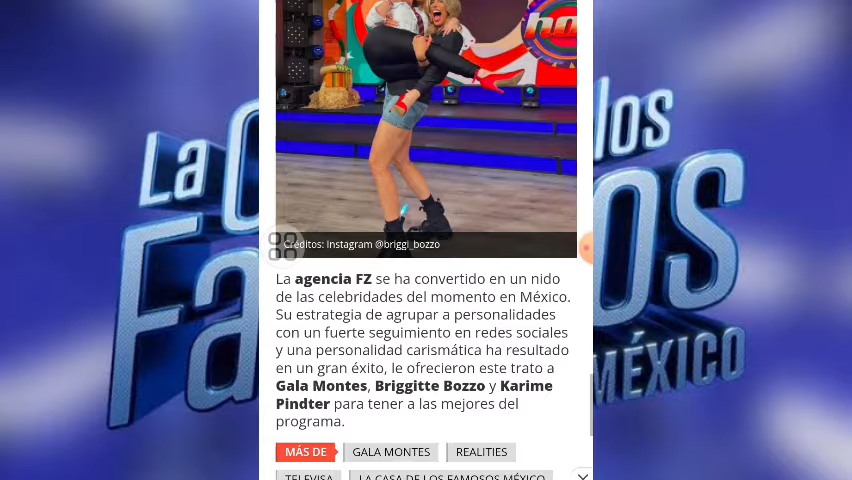 La
Fa
los
OS
MÉXICO
ho
Créditos: Instagram @briggi_bozzo
La agencia FZ se ha convertido en un nido
de las celebridades del momento en México.
Su estrategia de agrupar a personalidades
con un fuerte seguimiento en redes sociales
y una personalidad carismática ha resultado
en un gran éxito, le ofrecieron este trato a
Gala Montes, Briggitte Bozzo y Karime
Pindter para tener a las mejores del
programa.
MÁS DE GALA MONTES REALITIES
TELEVISA LA CASA DE LOS FAMOSOS MÉXICO